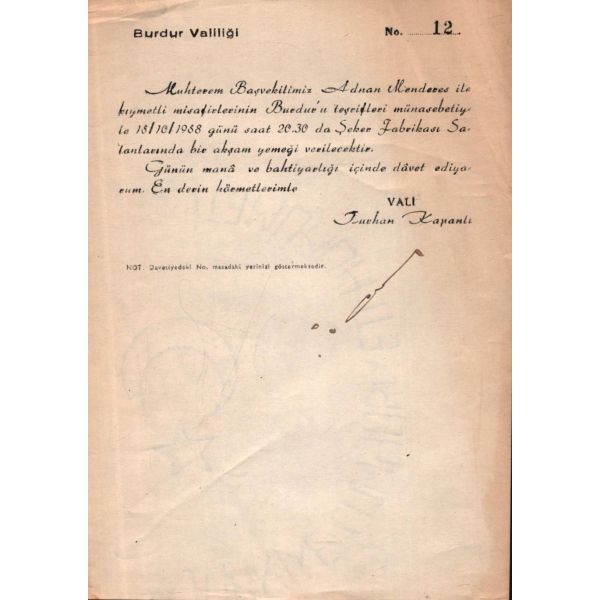 Burdur Valiliği
No. ........12...
Muhterem Başvekilimiz Adnan Menderes ile
kıymetli misafirlerinin Burdur'u teşrifleri münasebetiy-
le 18/10/1958 günü saat 20.30 da Şeker Fabrikası Sa-
lonlarında bir akşam yemeği verilecektir.
Günün manâ ve bahtiyarlığı içinde dâvet ediyo-
rum. En derin hörmetlerimle
VALİ
Turhan Kapanlı
NOT: Davetiyedeki No. masadaki yerinizi göstermektedir.